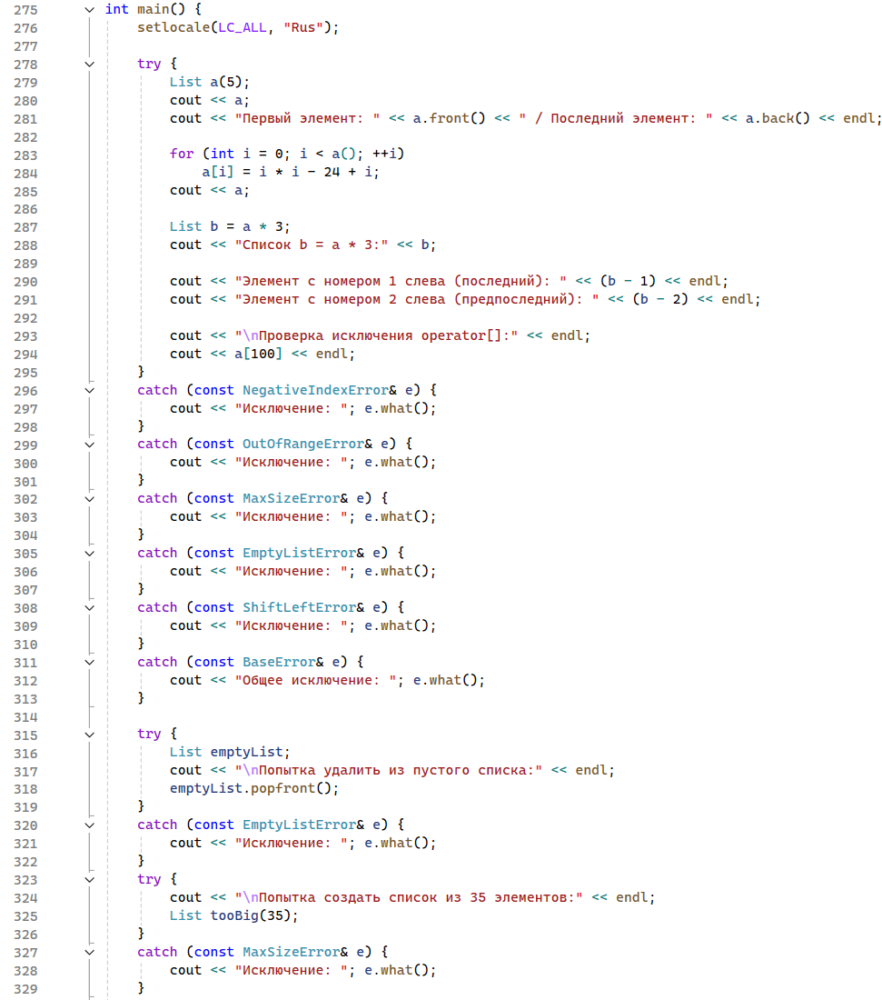 275 int main() {
276     setlocale(LC_ALL, "Rus");
277
278     try {
279         List a(5);
280         cout << a;
281         cout << "Первый элемент: " << a.front() << " / Последний элемент: " << a.back() << endl;
282
283         for (int i = 0; i < a(); ++i)
284             a[i] = i * i - 24 + i;
285         cout << a;
286
287         List b = a * 3;
288         cout << "Список b = a * 3:" << b;
289
290         cout << "Элемент с номером 1 слева (последний): " << (b - 1) << endl;
291         cout << "Элемент с номером 2 слева (предпоследний): " << (b - 2) << endl;
292
293         cout << "\nПроверка исключения operator[]:" << endl;
294         cout << a[100] << endl;
295     }
296     catch (const NegativeIndexError& e) {
297         cout << "Исключение: "; e.what();
298     }
299     catch (const OutOfRangeError& e) {
300         cout << "Исключение: "; e.what();
301     }
302     catch (const MaxSizeError& e) {
303         cout << "Исключение: "; e.what();
304     }
305     catch (const EmptyListError& e) {
306         cout << "Исключение: "; e.what();
307     }
308     catch (const ShiftLeftError& e) {
309         cout << "Исключение: "; e.what();
310     }
311     catch (const BaseError& e) {
312         cout << "Общее исключение: "; e.what();
313     }
314
315     try {
316         List emptyList;
317         cout << "\nПопытка удалить из пустого списка:" << endl;
318         emptyList.popfront();
319     }
320     catch (const EmptyListError& e) {
321         cout << "Исключение: "; e.what();
322     }
323     try {
324         cout << "\nПопытка создать список из 35 элементов:" << endl;
325         List tooBig(35);
326     }
327     catch (const MaxSizeError& e) {
328         cout << "Исключение: "; e.what();
329     }